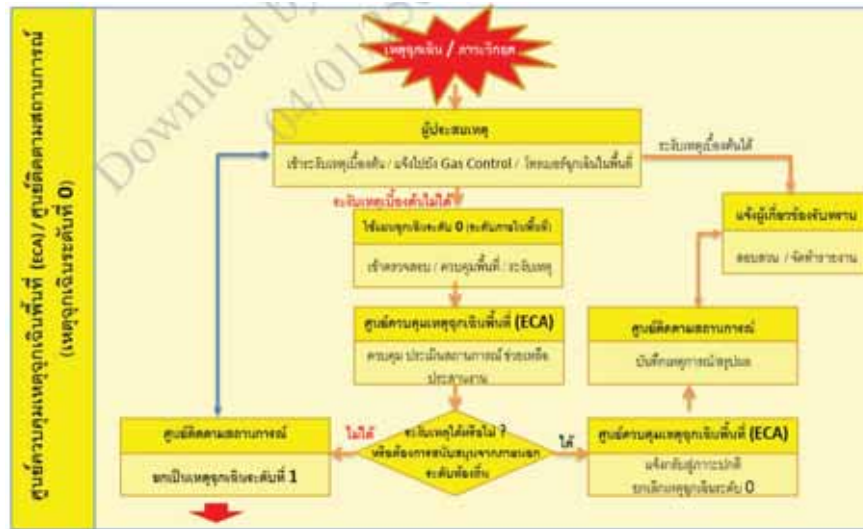 ศูนย์ควบคุมเหตุฉุกเฉินพื้นที่ (ECA)/ ศูนย์ติดตามสถานการณ์
(เหตุฉุกเฉินระดับที่ 0)
Download by
04/01/25
เหตุฉุกเฉิน / ภาวะวิกฤต
ผู้ประสบเหตุ
เข้าระงับเหตุเบื้องต้น / แจ้งไปยัง Gas Control / โทรเบอร์ฉุกเฉินในพื้นที่
ระงับเหตุเบื้องต้นได้
ระงับเหตุเบื้องต้นไม่ได้
ใช้แผนฉุกเฉินระดับ 0 (ระดับภายในพื้นที่)
เข้าตรวจสอบ / ควบคุมพื้นที่ / ระงับเหตุ
แจ้งผู้เกี่ยวข้องรับทราบ
สอบสวน / จัดทำรายงาน
ศูนย์ควบคุมเหตุฉุกเฉินพื้นที่ (ECA)
ควบคุม ประเมินสถานการณ์ ช่วยเหลือ
ประสานงาน
ศูนย์ติดตามสถานการณ์
บันทึกเหตุการณ์/สรุปผล
ศูนย์ติดตามสถานการณ์
ยกเป็นเหตุฉุกเฉินระดับที่ 1
ไม่ได้
ระงับเหตุได้หรือไม่ ?
หรือต้องการสนับสนุนจากภายนอก
ระดับท้องถิ่น
ได้
ศูนย์ควบคุมเหตุฉุกเฉินพื้นที่ (ECA)
แจ้งกลับสู่ภาวะปกติ
ยกเลิกเหตุฉุกเฉินระดับ 0